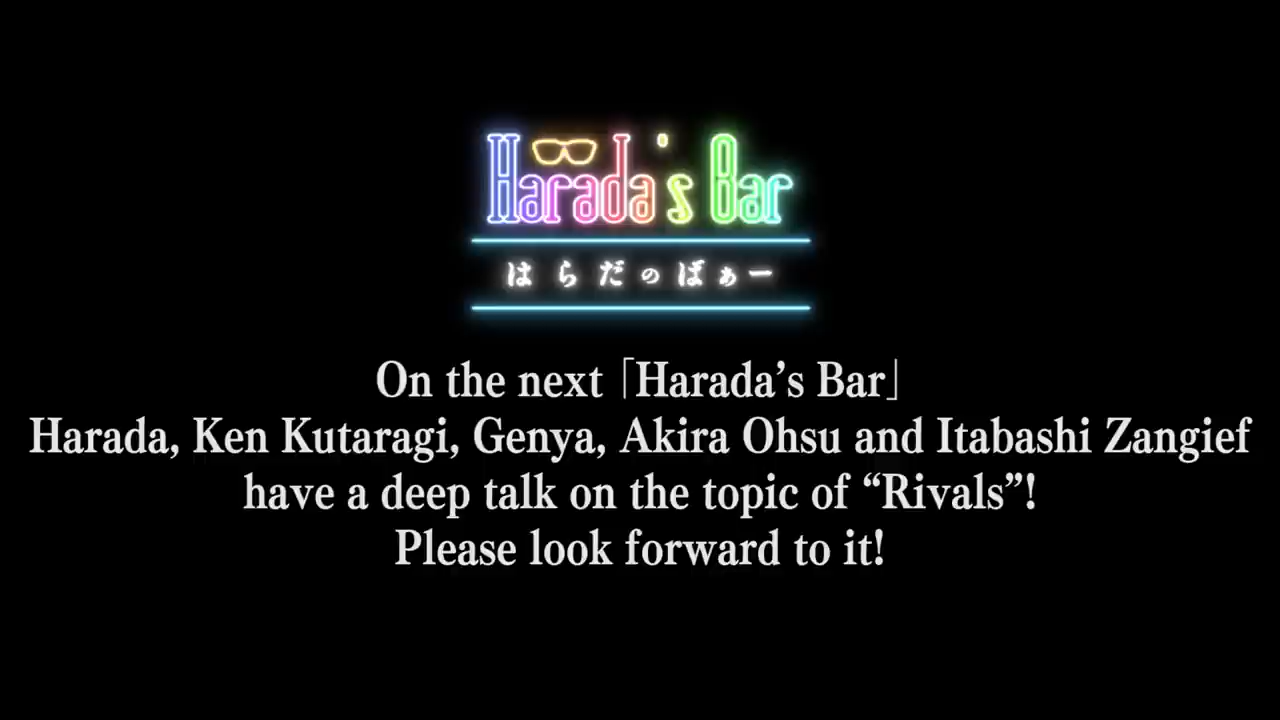 Harada's Bar
はらだのばぁー
On the next「Harada’s Bar」
Harada, Ken Kutaragi, Genya, Akira Ohsu and Itabashi Zangief
have a deep talk on the topic of “Rivals”!
Please look forward to it!